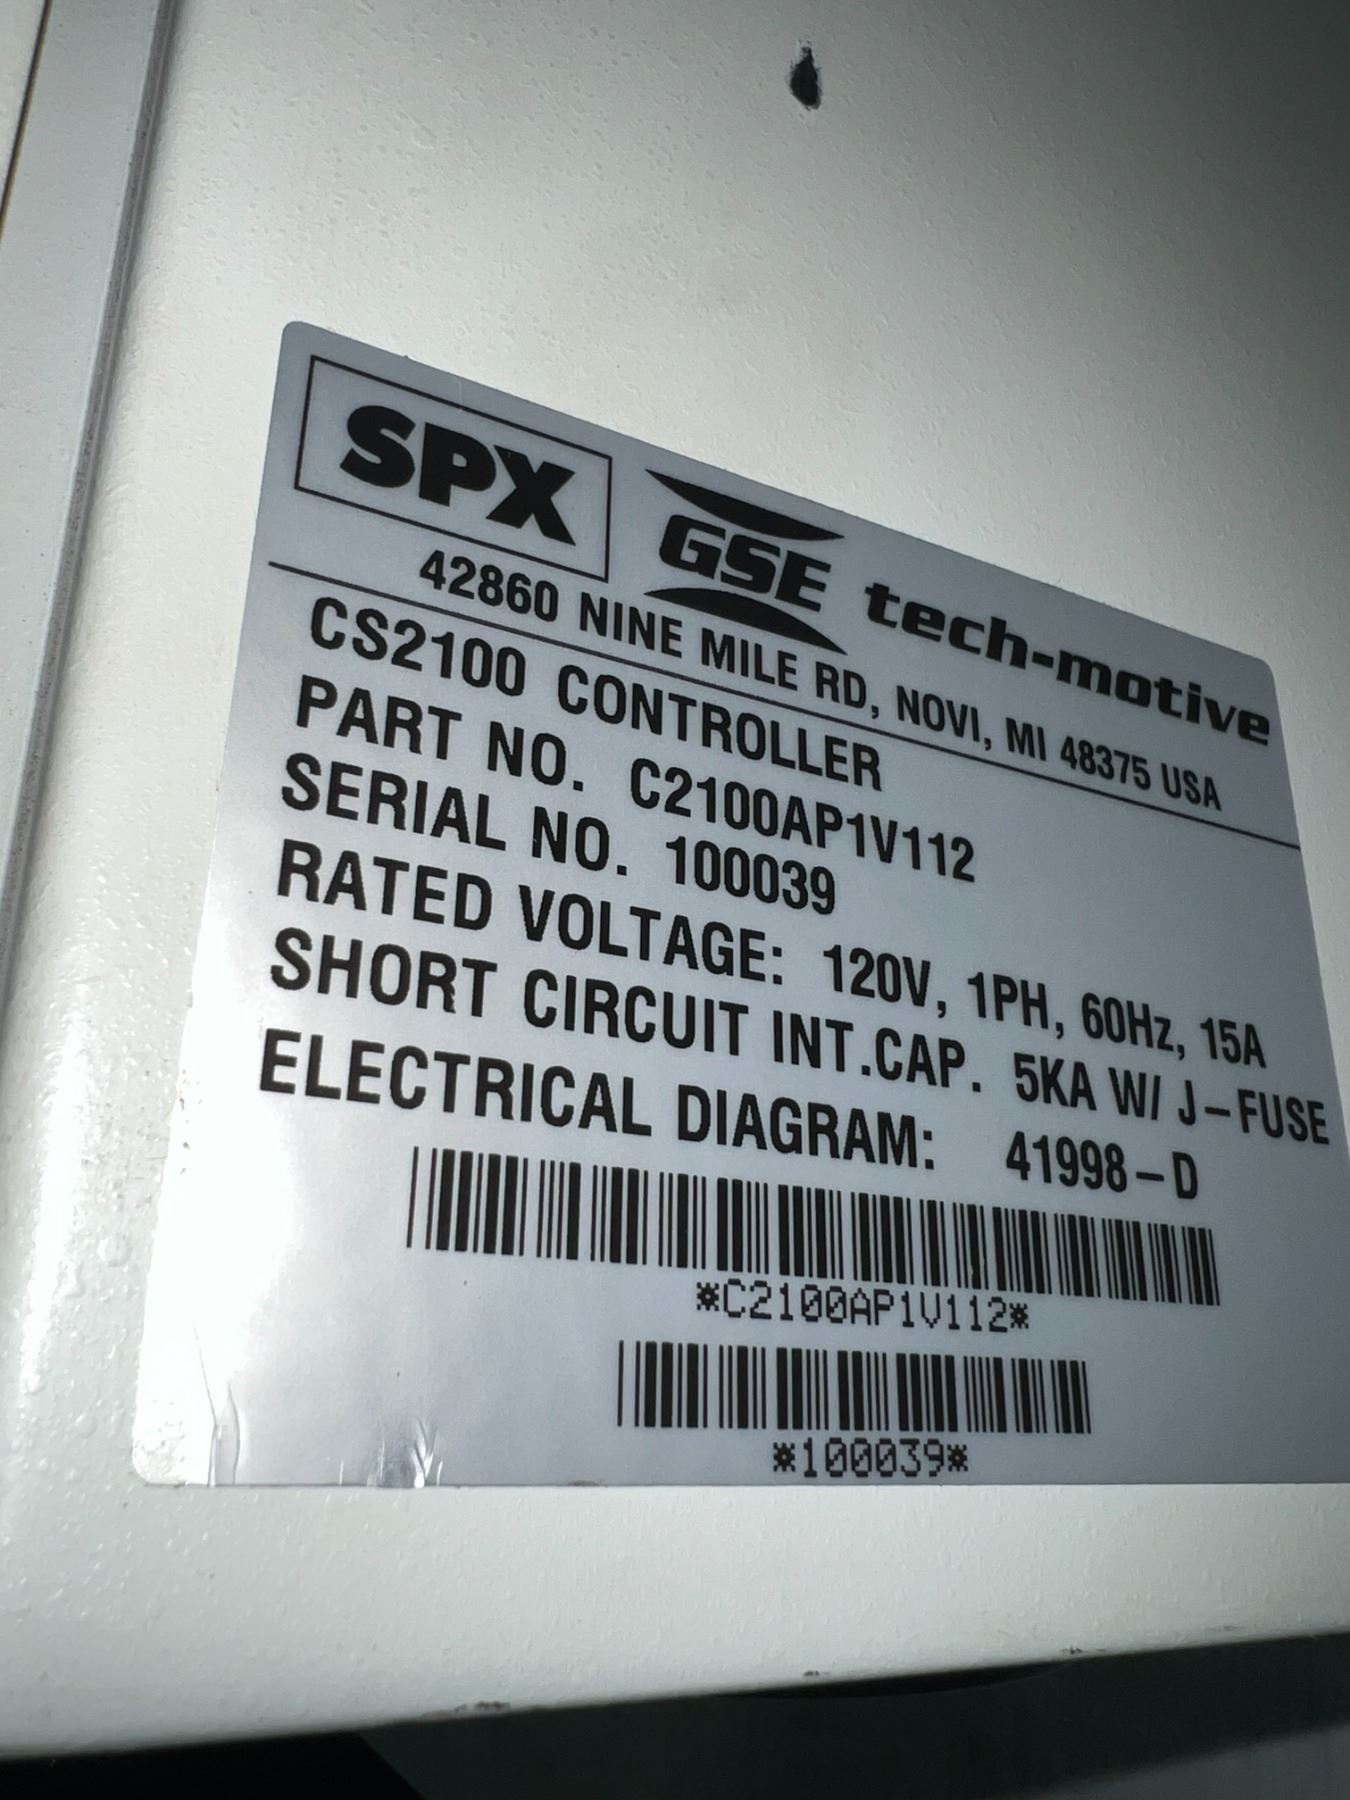 SPX GSE tech-motive
42860 NINE MILE RD, NOVI, MI 48375 USA
CS2100 CONTROLLER
PART NO. C2100AP1V112
SERIAL NO. 100039
RATED VOLTAGE: 120V, 1PH, 60Hz, 15A
SHORT CIRCUIT INT.CAP. 5KA W/ J-FUSE
ELECTRICAL DIAGRAM: 41998-D
*C2100AP1V112*
*100039*